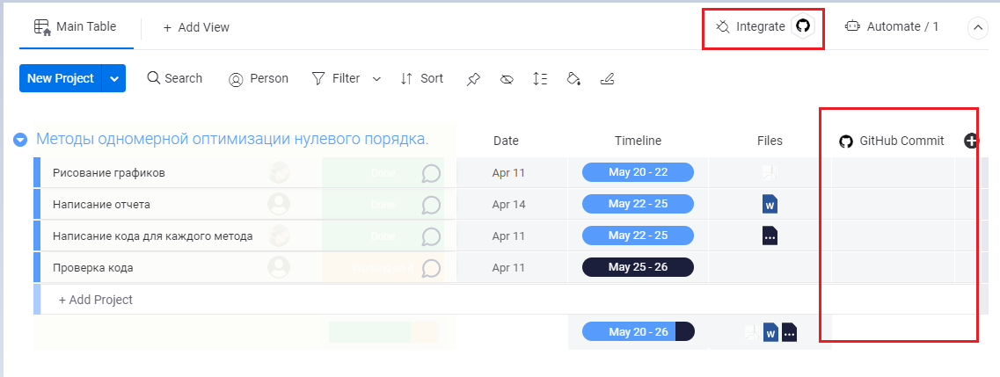 Main Table + Add View Integrate Automate / 1
New Project Search Person Filter Sort
Методы одномерной оптимизации нулевого порядка. Date Timeline Files GitHub Commit
Рисование графиков Done Apr 11 May 20 - 22
Написание отчета Done Apr 14 May 22 - 25 W
Написание кода для каждого метода Done Apr 11 May 22 - 25
Проверка кода Apr 11 May 25 - 26
+ Add Project
May 20 - 26 W